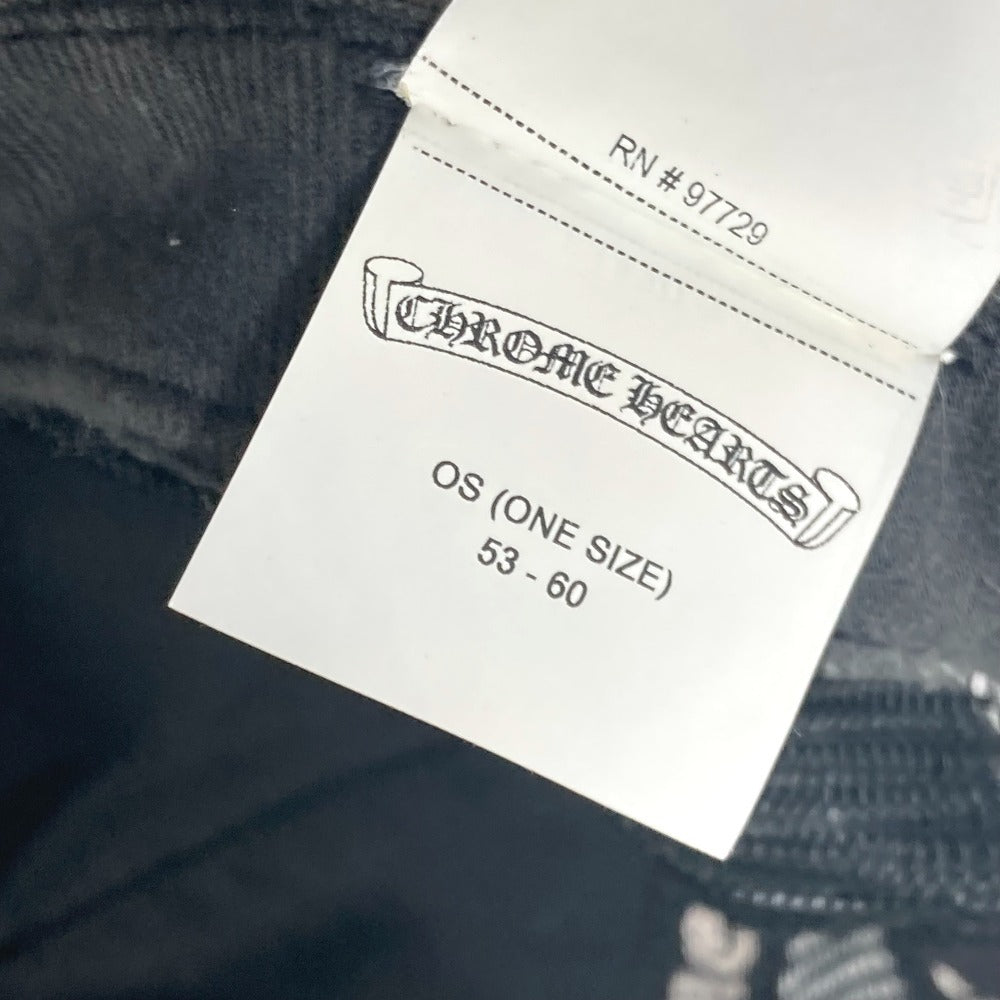 RN # 97729
CHROME HEARTS
OS (ONE SIZE)
53 - 60